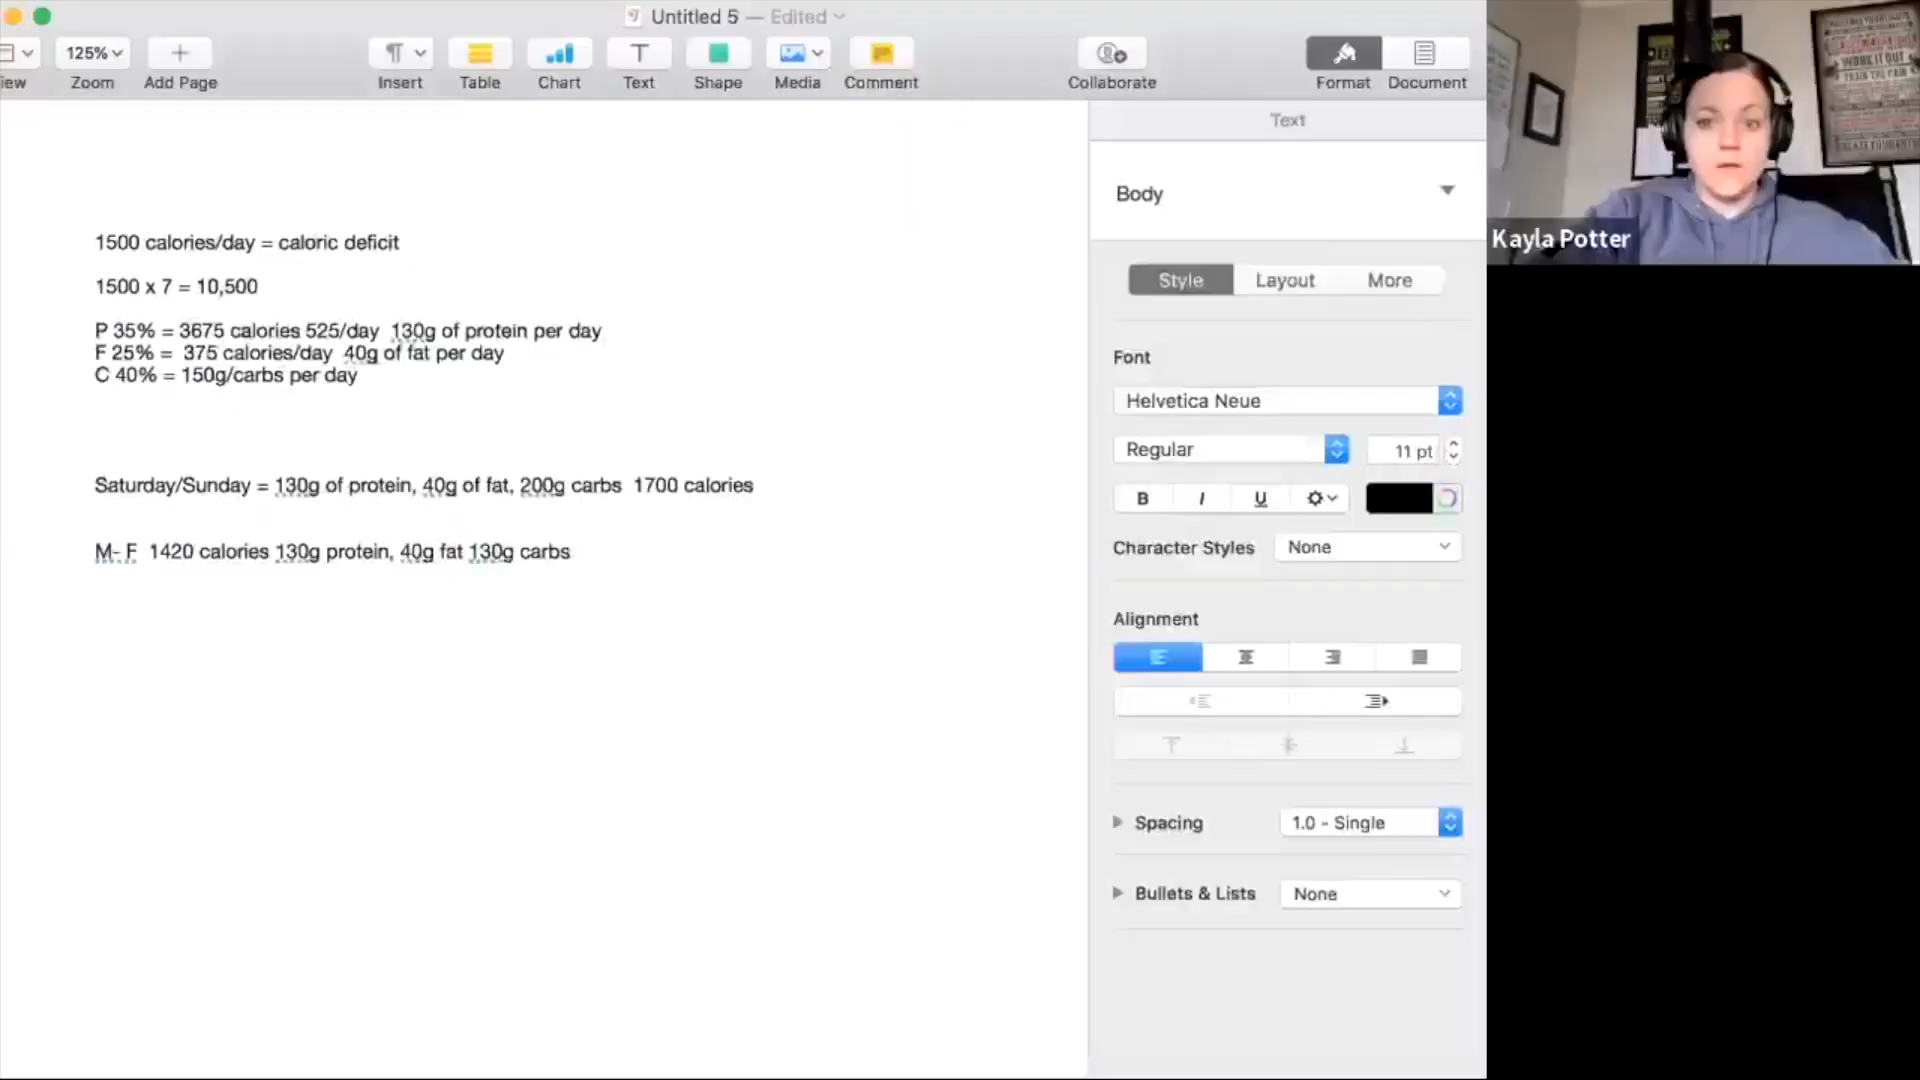 Untitled 5 — Edited
iew
125%
Zoom
Add Page
Insert
Table
Chart
Text
Shape
Media
Comment
Collaborate
Format
Document
Text
Body
Style
Layout
More
Font
Helvetica Neue
Regular
11 pt
B
I
U
Character Styles
None
Alignment
Spacing
1.0 - Single
Bullets & Lists
None
1500 calories/day = caloric deficit
1500 x 7 = 10,500
P 35% = 3675 calories 525/day 130g of protein per day
F 25% = 375 calories/day 40g of fat per day
C 40% = 150g/carbs per day
Saturday/Sunday = 130g of protein, 40g of fat, 200g carbs 1700 calories
M- F 1420 calories 130g protein, 40g fat 130g carbs
WORK IT OUT
Kayla Potter